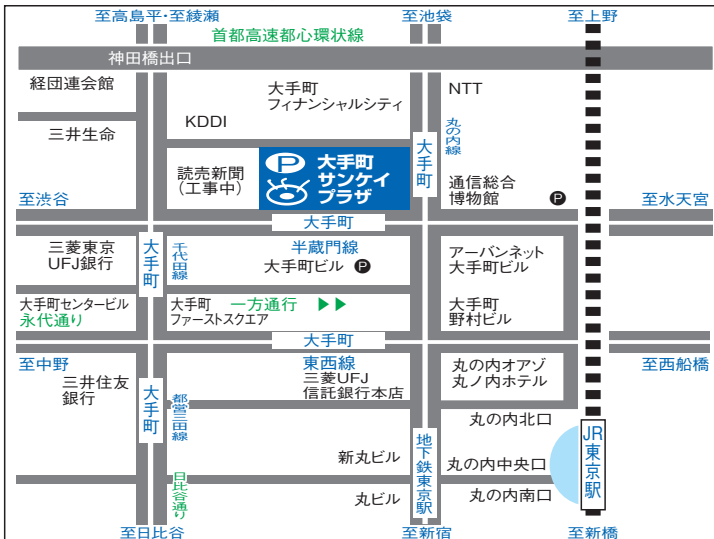 至高島平・至綾瀬
至池袋
至上野
首都高速都心環状線
神田橋出口
経団連会館
大手町
フィナンシャルシティ
NTT
KDDI
三井生命
丸の内線
大手町
読売新聞
(工事中)
P
大手町
サンケイ
プラザ
通信総合
博物館
P
至渋谷
至水天宮
大手町
三菱東京
UFJ銀行
大手町
千代田線
半蔵門線
大手町ビル P
アーバンネット
大手町ビル
大手町センタービル
永代通り
大手町
ファーストスクエア
一方通行
大手町
野村ビル
大手町
至中野
至西船橋
三井住友
銀行
大手町
都営三田線
東西線
三菱UFJ
信託銀行本店
丸の内オアゾ
丸ノ内ホテル
丸の内北口
JR東京駅
地下鉄東京駅
新丸ビル
丸の内中央口
日比谷通り
丸ビル
丸の内南口
至日比谷
至新宿
至新橋